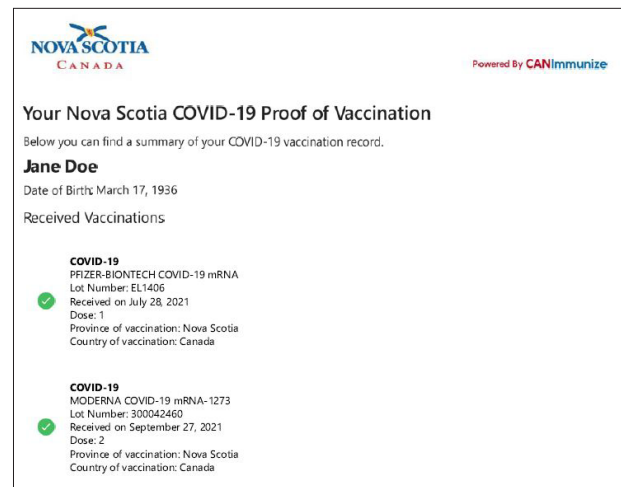 NOVA SCOTIA
CANADA
Powered By CANImmunize
Your Nova Scotia COVID-19 Proof of Vaccination
Below you can find a summary of your COVID-19 vaccination record.
Jane Doe
Date of Birth: March 17, 1936
Received Vaccinations
COVID-19
PFIZER-BIONTECH COVID-19 mRNA
Lot Number: EL1406
Received on July 28, 2021
Dose: 1
Province of vaccination: Nova Scotia
Country of vaccination: Canada
COVID-19
MODERNA COVID-19 mRNA-1273
Lot Number: 300042460
Received on September 27, 2021
Dose: 2
Province of vaccination: Nova Scotia
Country of vaccination: Canada